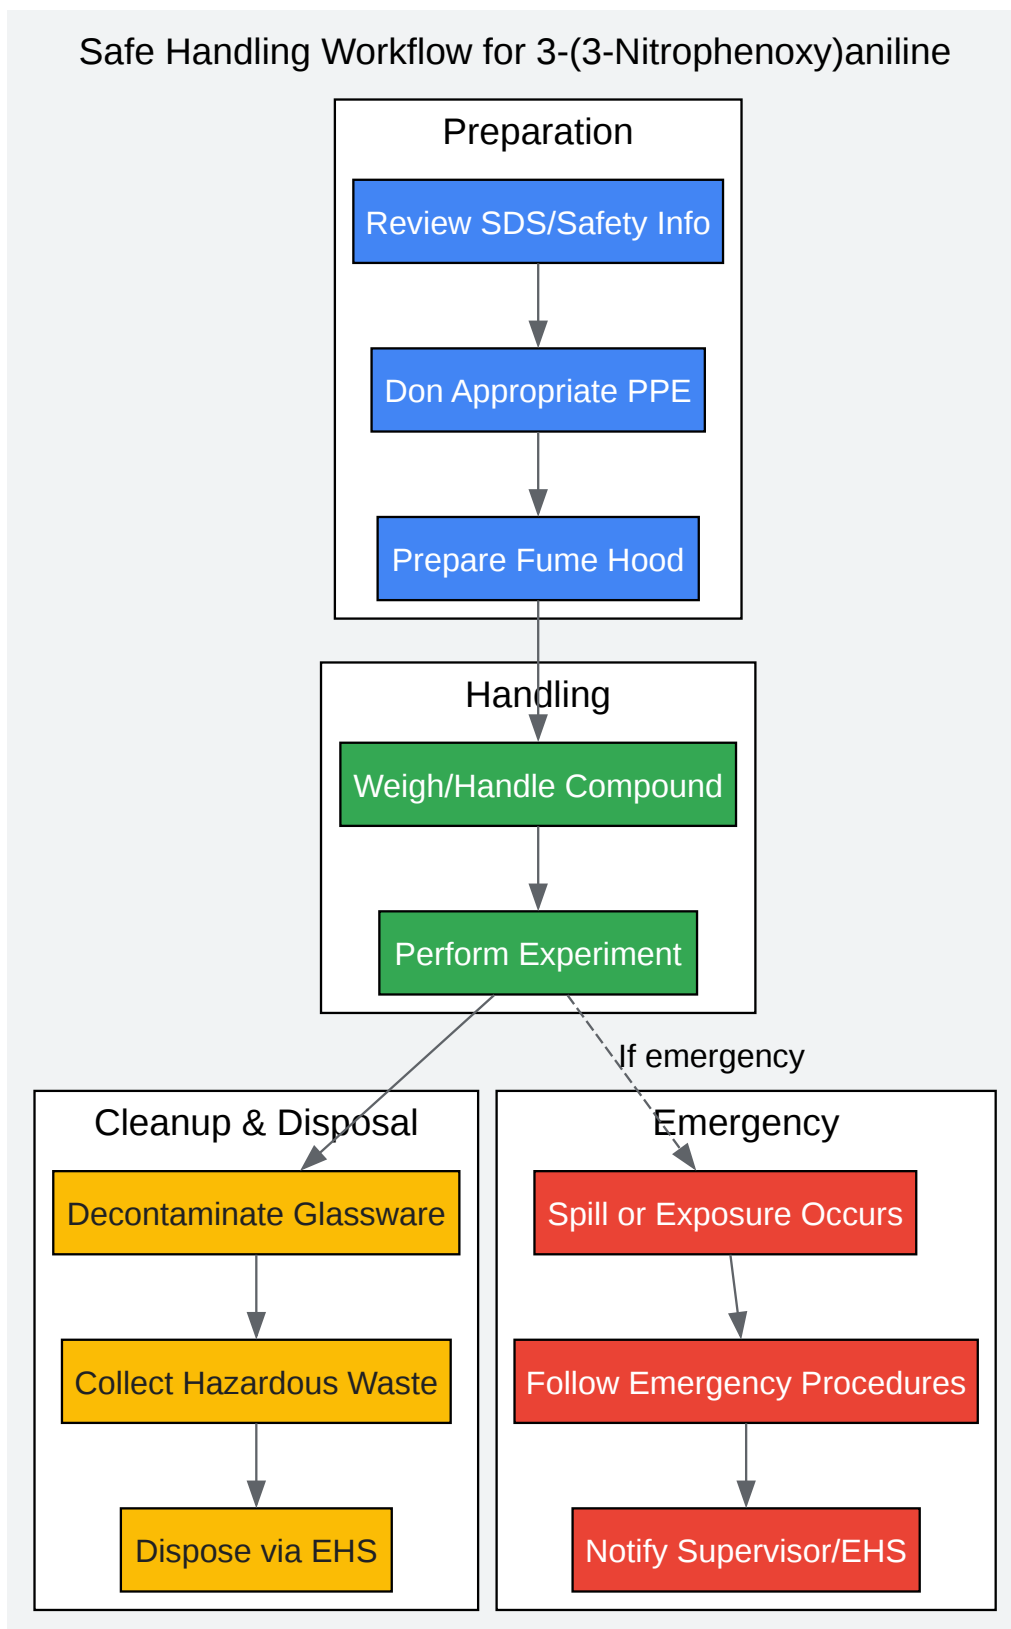 Safe Handling Workflow for 3-(3-Nitrophenoxy)aniline
Preparation
Review SDS/Safety Info
Don Appropriate PPE
Prepare Fume Hood
Handling
Weigh/Handle Compound
Perform Experiment
If emergency
Cleanup & Disposal
Decontaminate Glassware
Collect Hazardous Waste
Dispose via EHS
Emergency
Spill or Exposure Occurs
Follow Emergency Procedures
Notify Supervisor/EHS